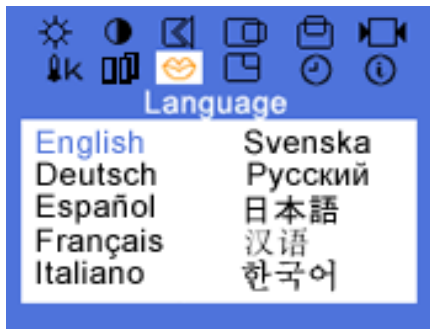 K
Language
English
Deutsch
Español
Français
Italiano
Svenska
Русский
日本語
汉语
한국어